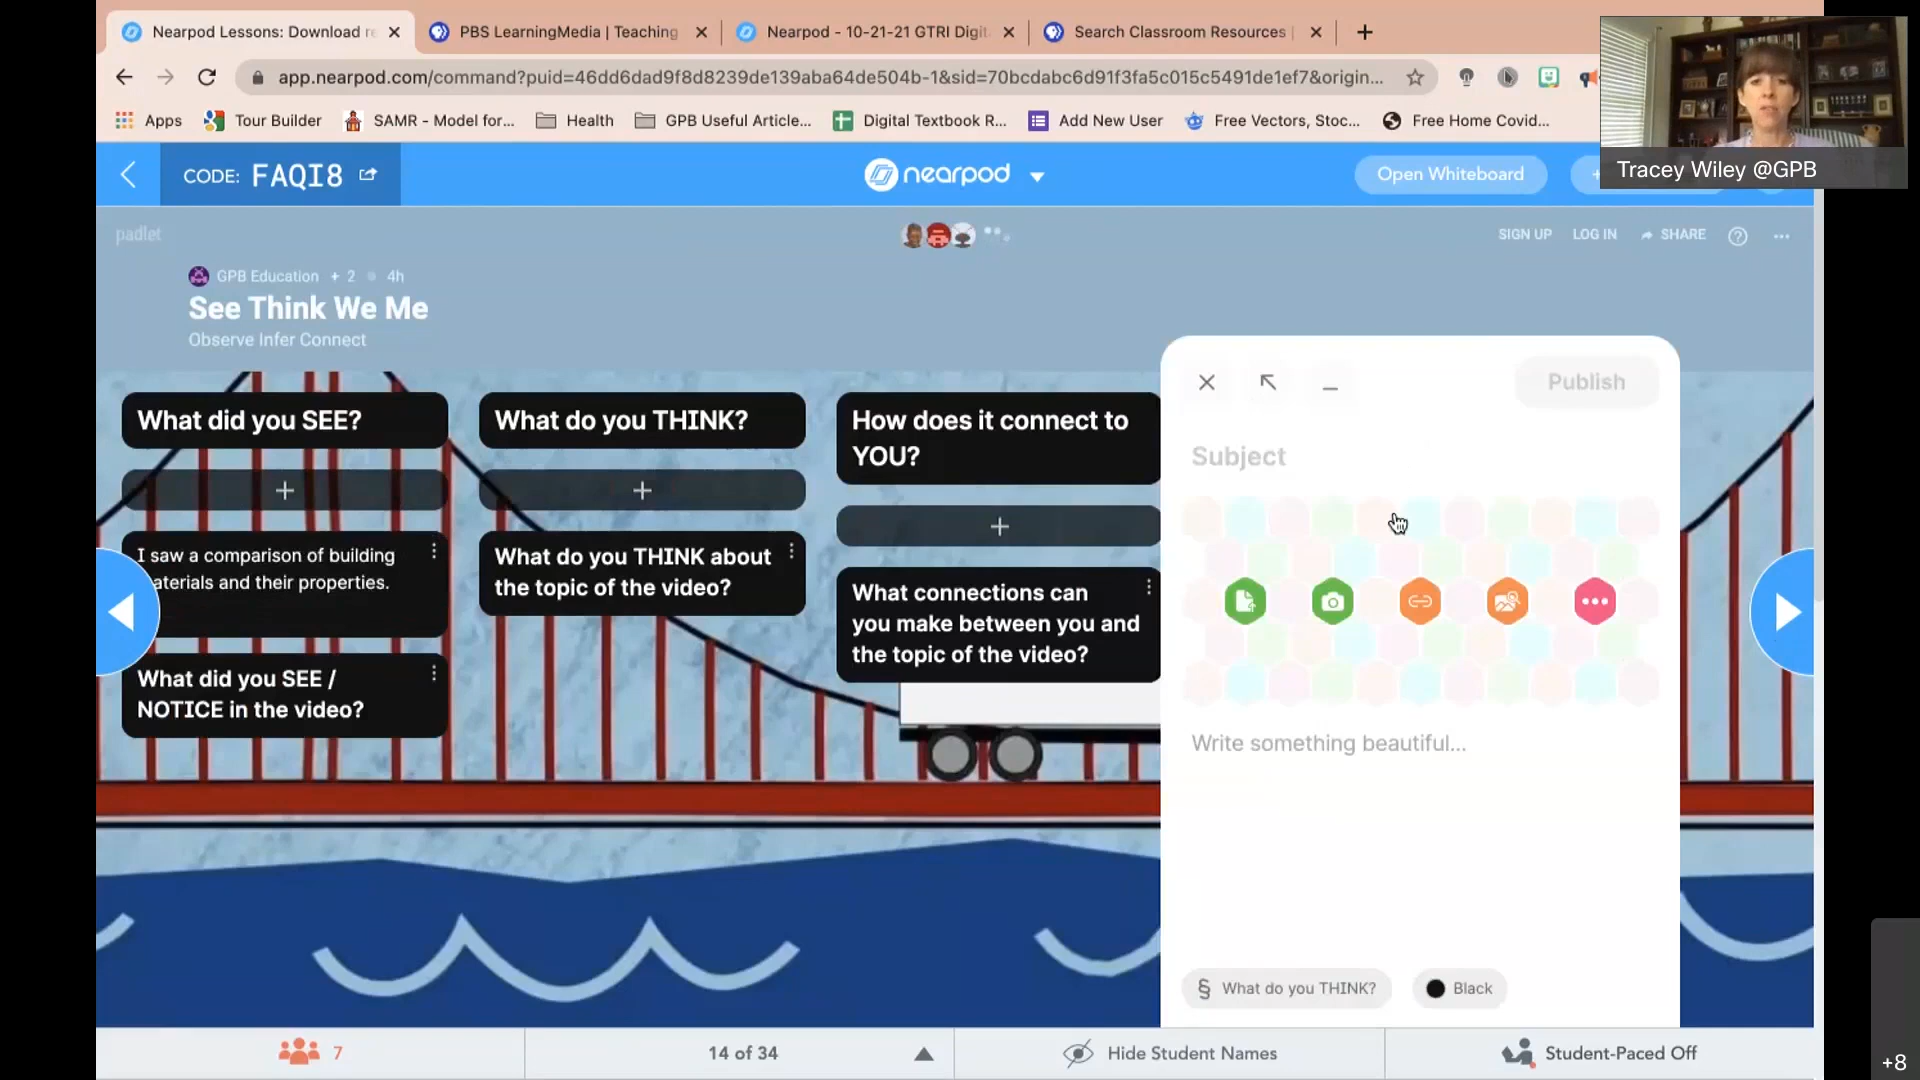 Nearpod Lessons: Download re
PBS LearningMedia | Teaching
Nearpod - 10-21-21 GTRI Digit
Search Classroom Resources |
app.nearpod.com/command?puid=46dd6dad9f8d8239de139aba64de504b-1&sid=70bcdabc6d91f3fa5c015c5491de1ef7&origin...
Apps
Tour Builder
SAMR - Model for...
Health
GPB Useful Article...
Digital Textbook R...
Add New User
Free Vectors, Stoc...
Free Home Covid...
Tracey Wiley @GPB
CODE: FAQI8
nearpod
Open Whiteboard
padlet
SIGN UP
LOG IN
SHARE
GPB Education + 2 4h
See Think We Me
Observe Infer Connect
What did you SEE?
I saw a comparison of building
aterials and their properties.
What did you SEE /
NOTICE in the video?
What do you THINK?
What do you THINK about
the topic of the video?
How does it connect to
YOU?
What connections can
you make between you and
the topic of the video?
Publish
Subject
Write something beautiful...
What do you THINK?
Black
7
14 of 34
Hide Student Names
Student-Paced Off
+8